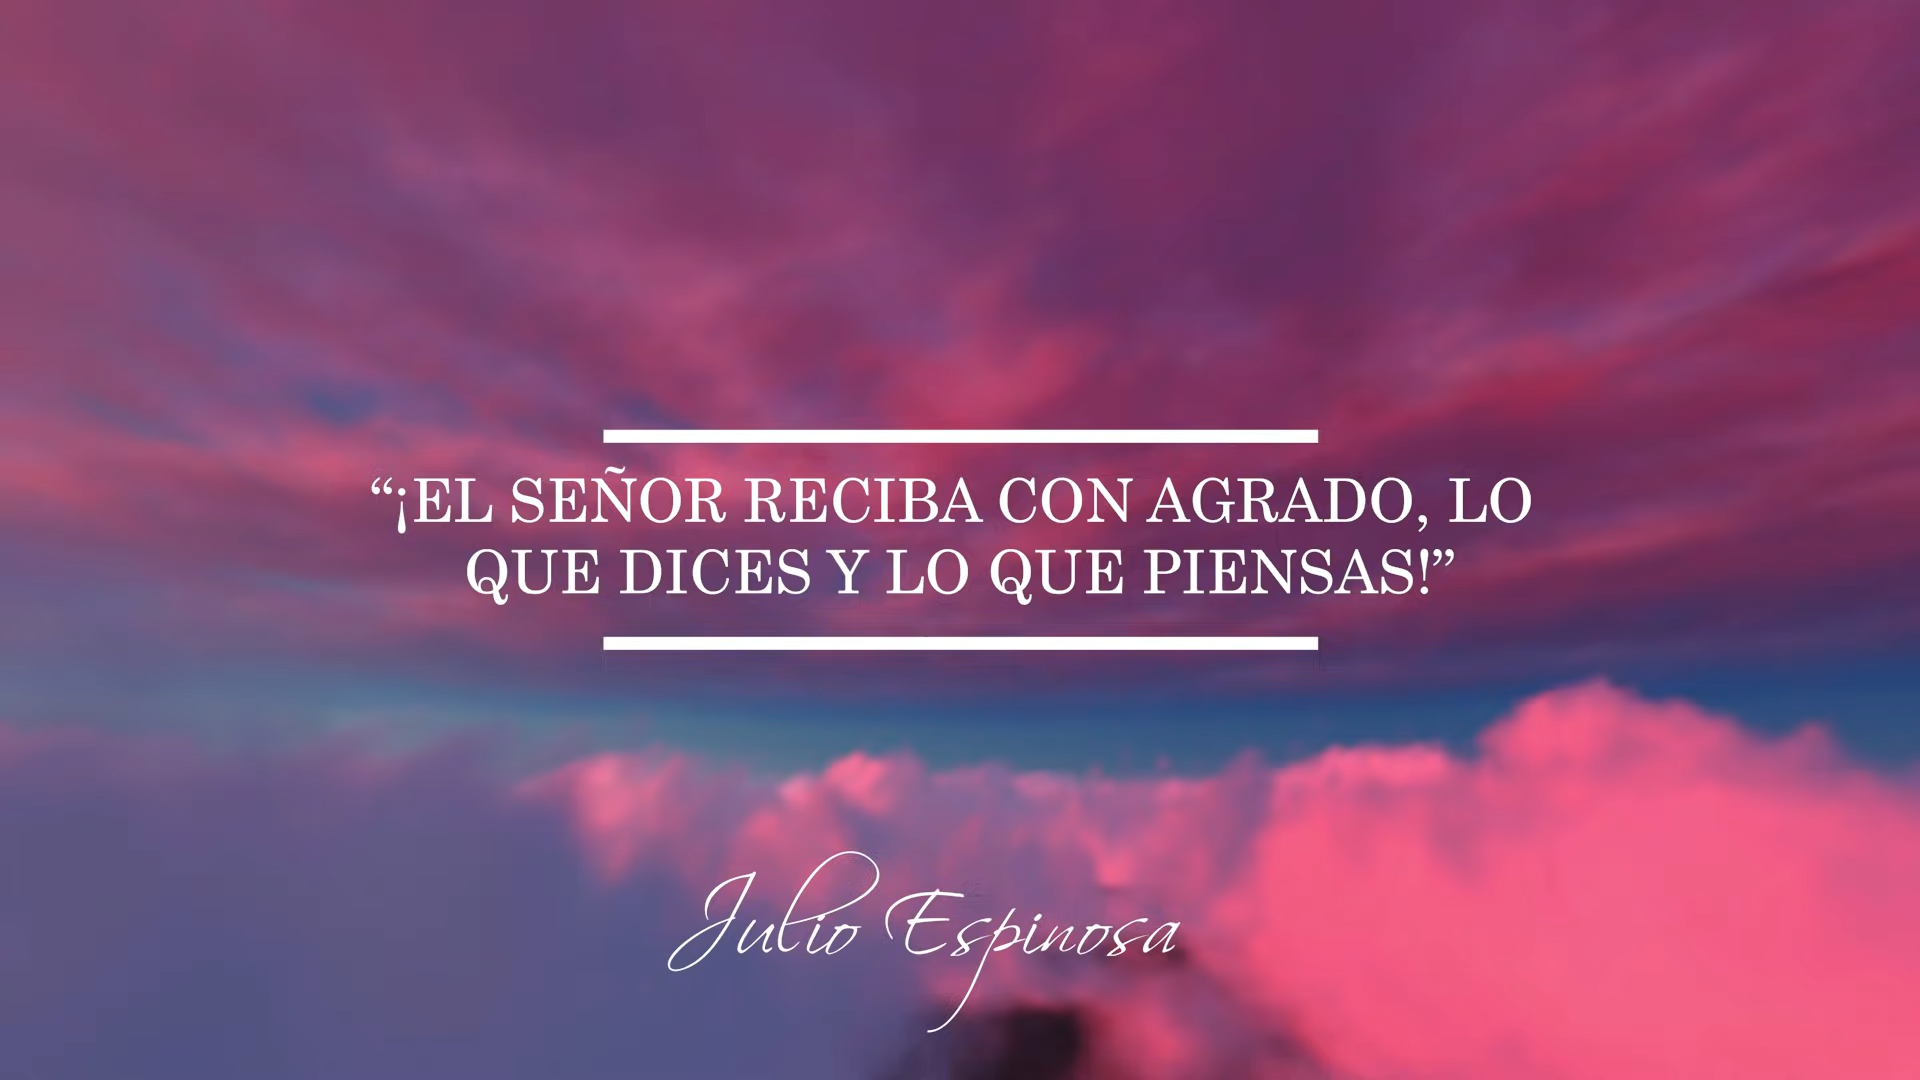 “¡EL SEÑOR RECIBA CON AGRADO, LO
QUE DICES Y LO QUE PIENSAS!”
Julio Espinosa